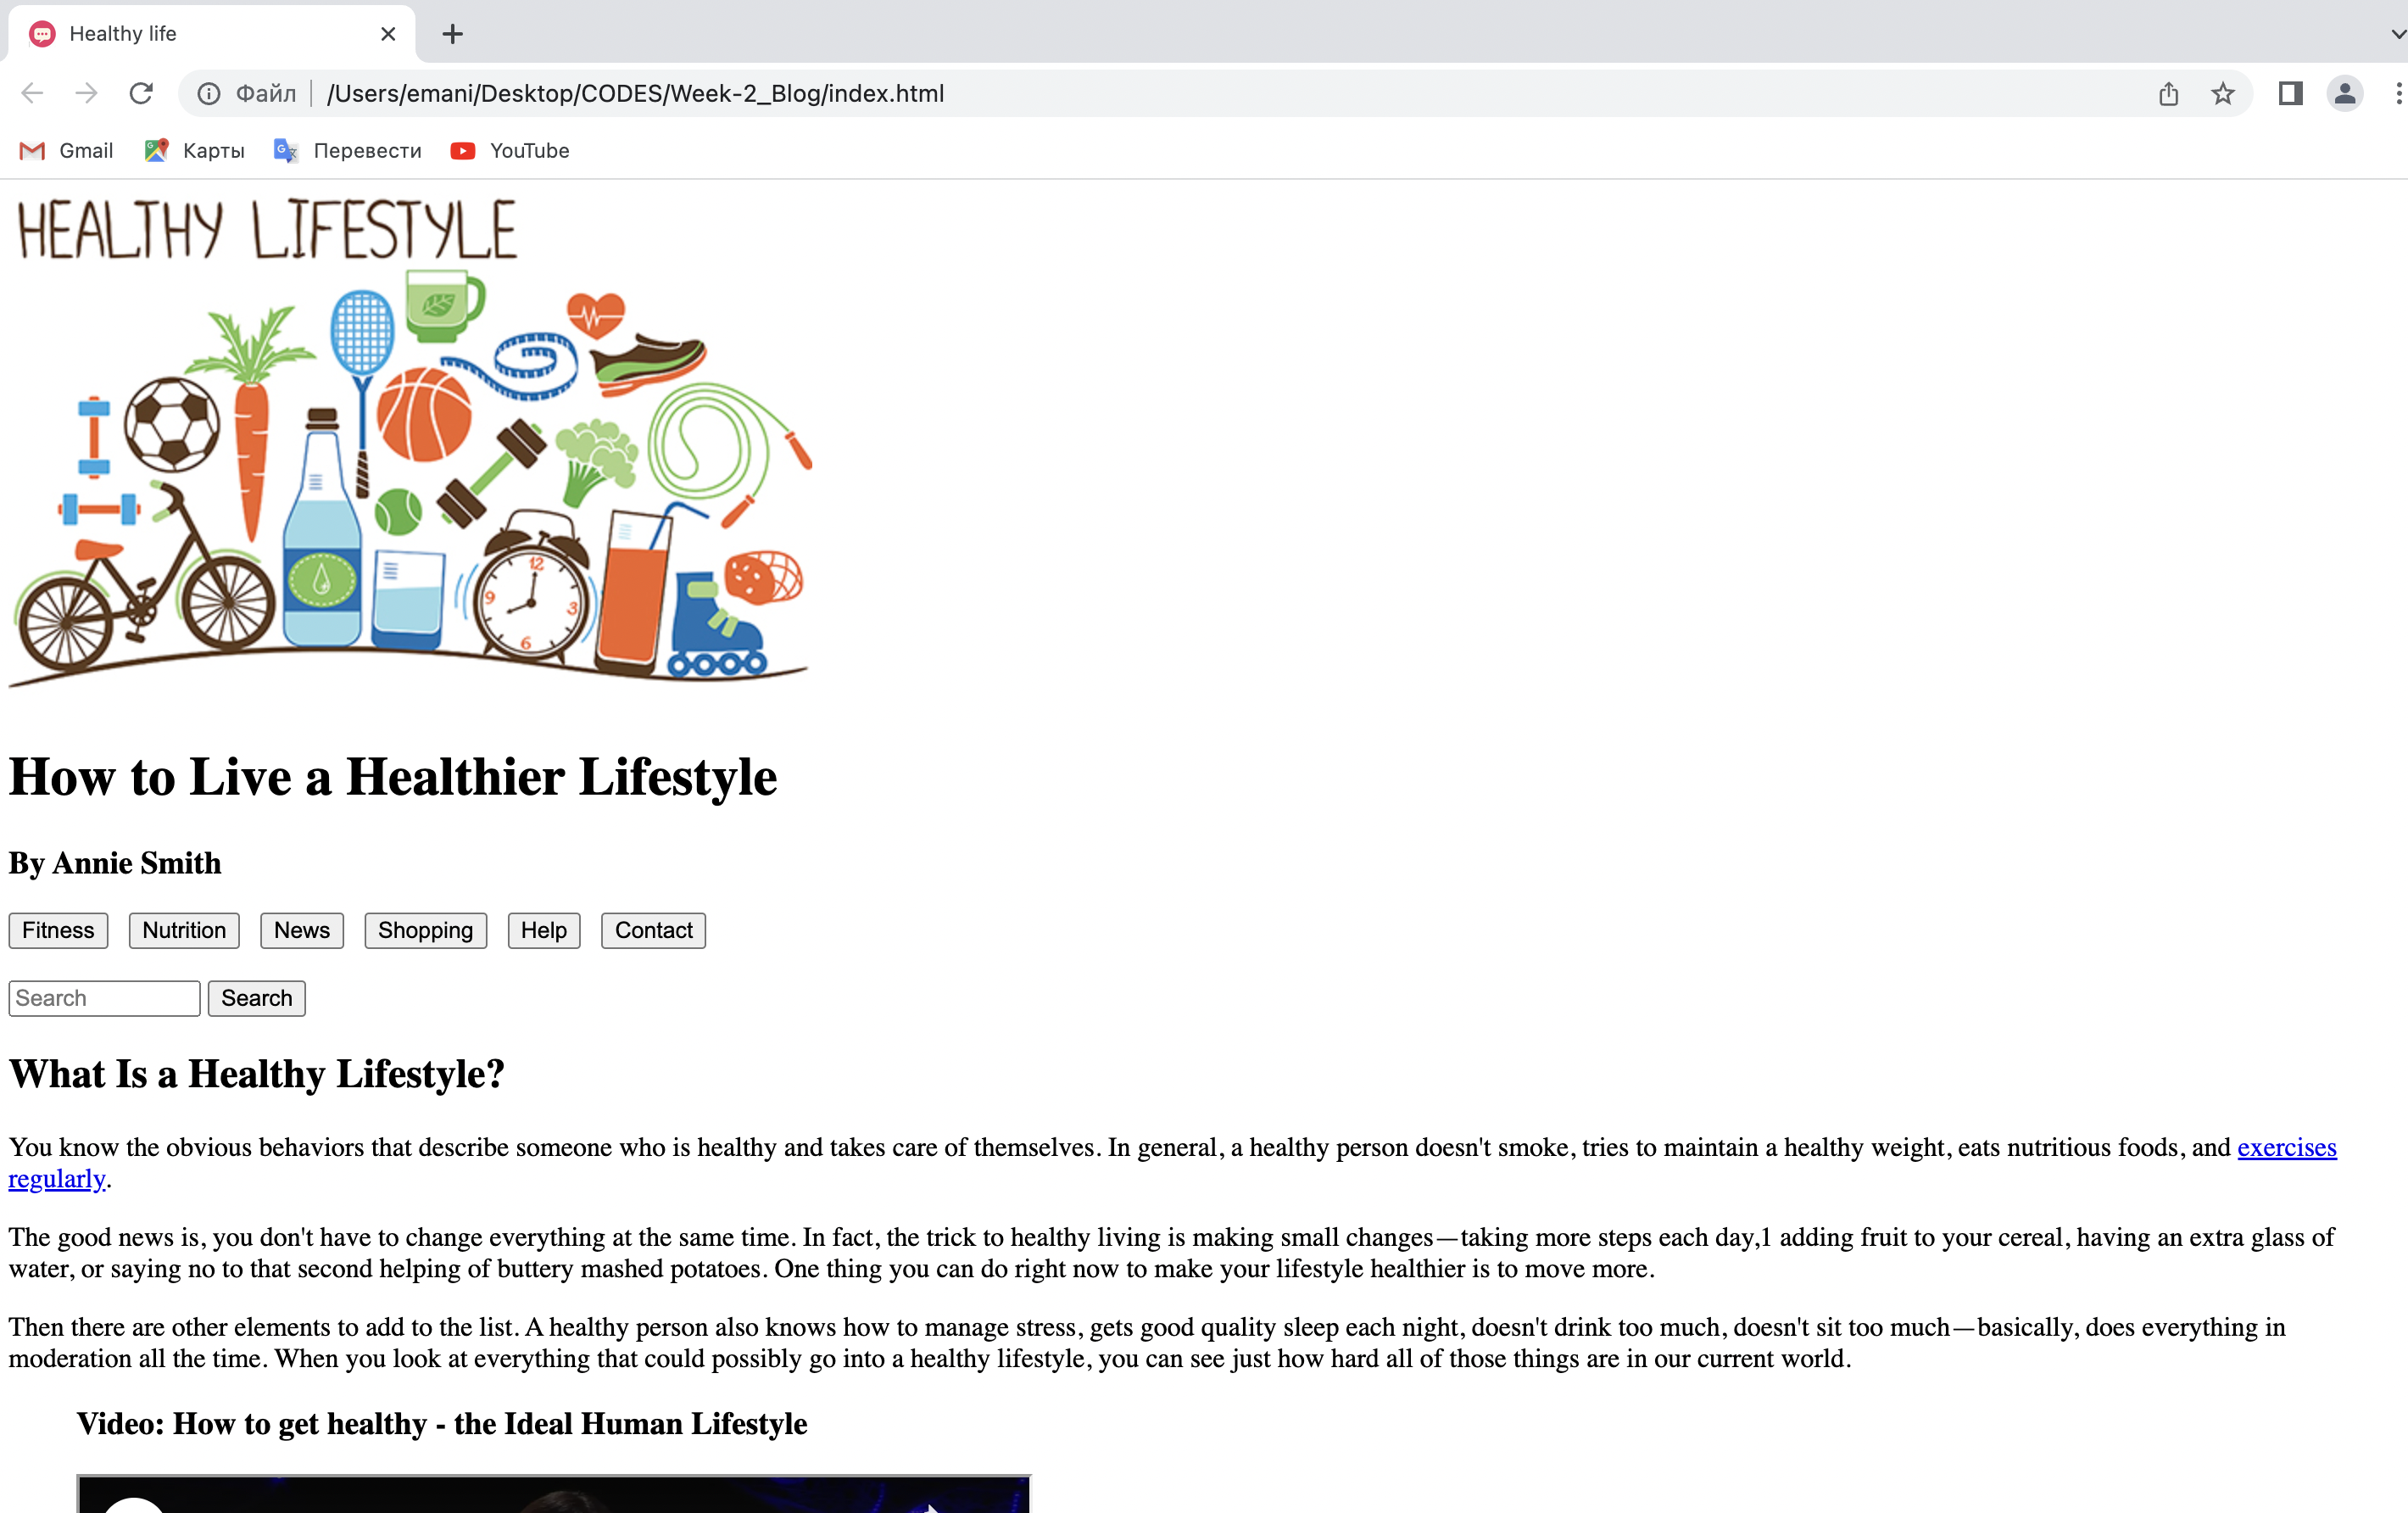 Healthy life
Файл /Users/emani/Desktop/CODES/Week-2_Blog/index.html
Gmail Карты Перевести YouTube
HEALTHY LIFESTYLE
12
9 3
6
How to Live a Healthier Lifestyle
By Annie Smith
Fitness Nutrition News Shopping Help Contact
Search Search
What Is a Healthy Lifestyle?
You know the obvious behaviors that describe someone who is healthy and takes care of themselves. In general, a healthy person doesn't smoke, tries to maintain a healthy weight, eats nutritious foods, and exercises
regularly.
The good news is, you don't have to change everything at the same time. In fact, the trick to healthy living is making small changes—taking more steps each day,1 adding fruit to your cereal, having an extra glass of
water, or saying no to that second helping of buttery mashed potatoes. One thing you can do right now to make your lifestyle healthier is to move more.
Then there are other elements to add to the list. A healthy person also knows how to manage stress, gets good quality sleep each night, doesn't drink too much, doesn't sit too much—basically, does everything in
moderation all the time. When you look at everything that could possibly go into a healthy lifestyle, you can see just how hard all of those things are in our current world.
Video: How to get healthy - the Ideal Human Lifestyle